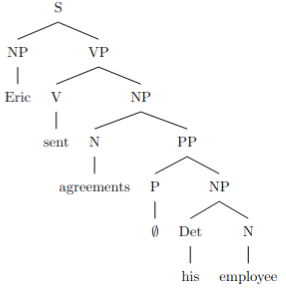 S
NP VP
Eric V NP
sent N PP
agreements P NP
∅ Det N
his employee